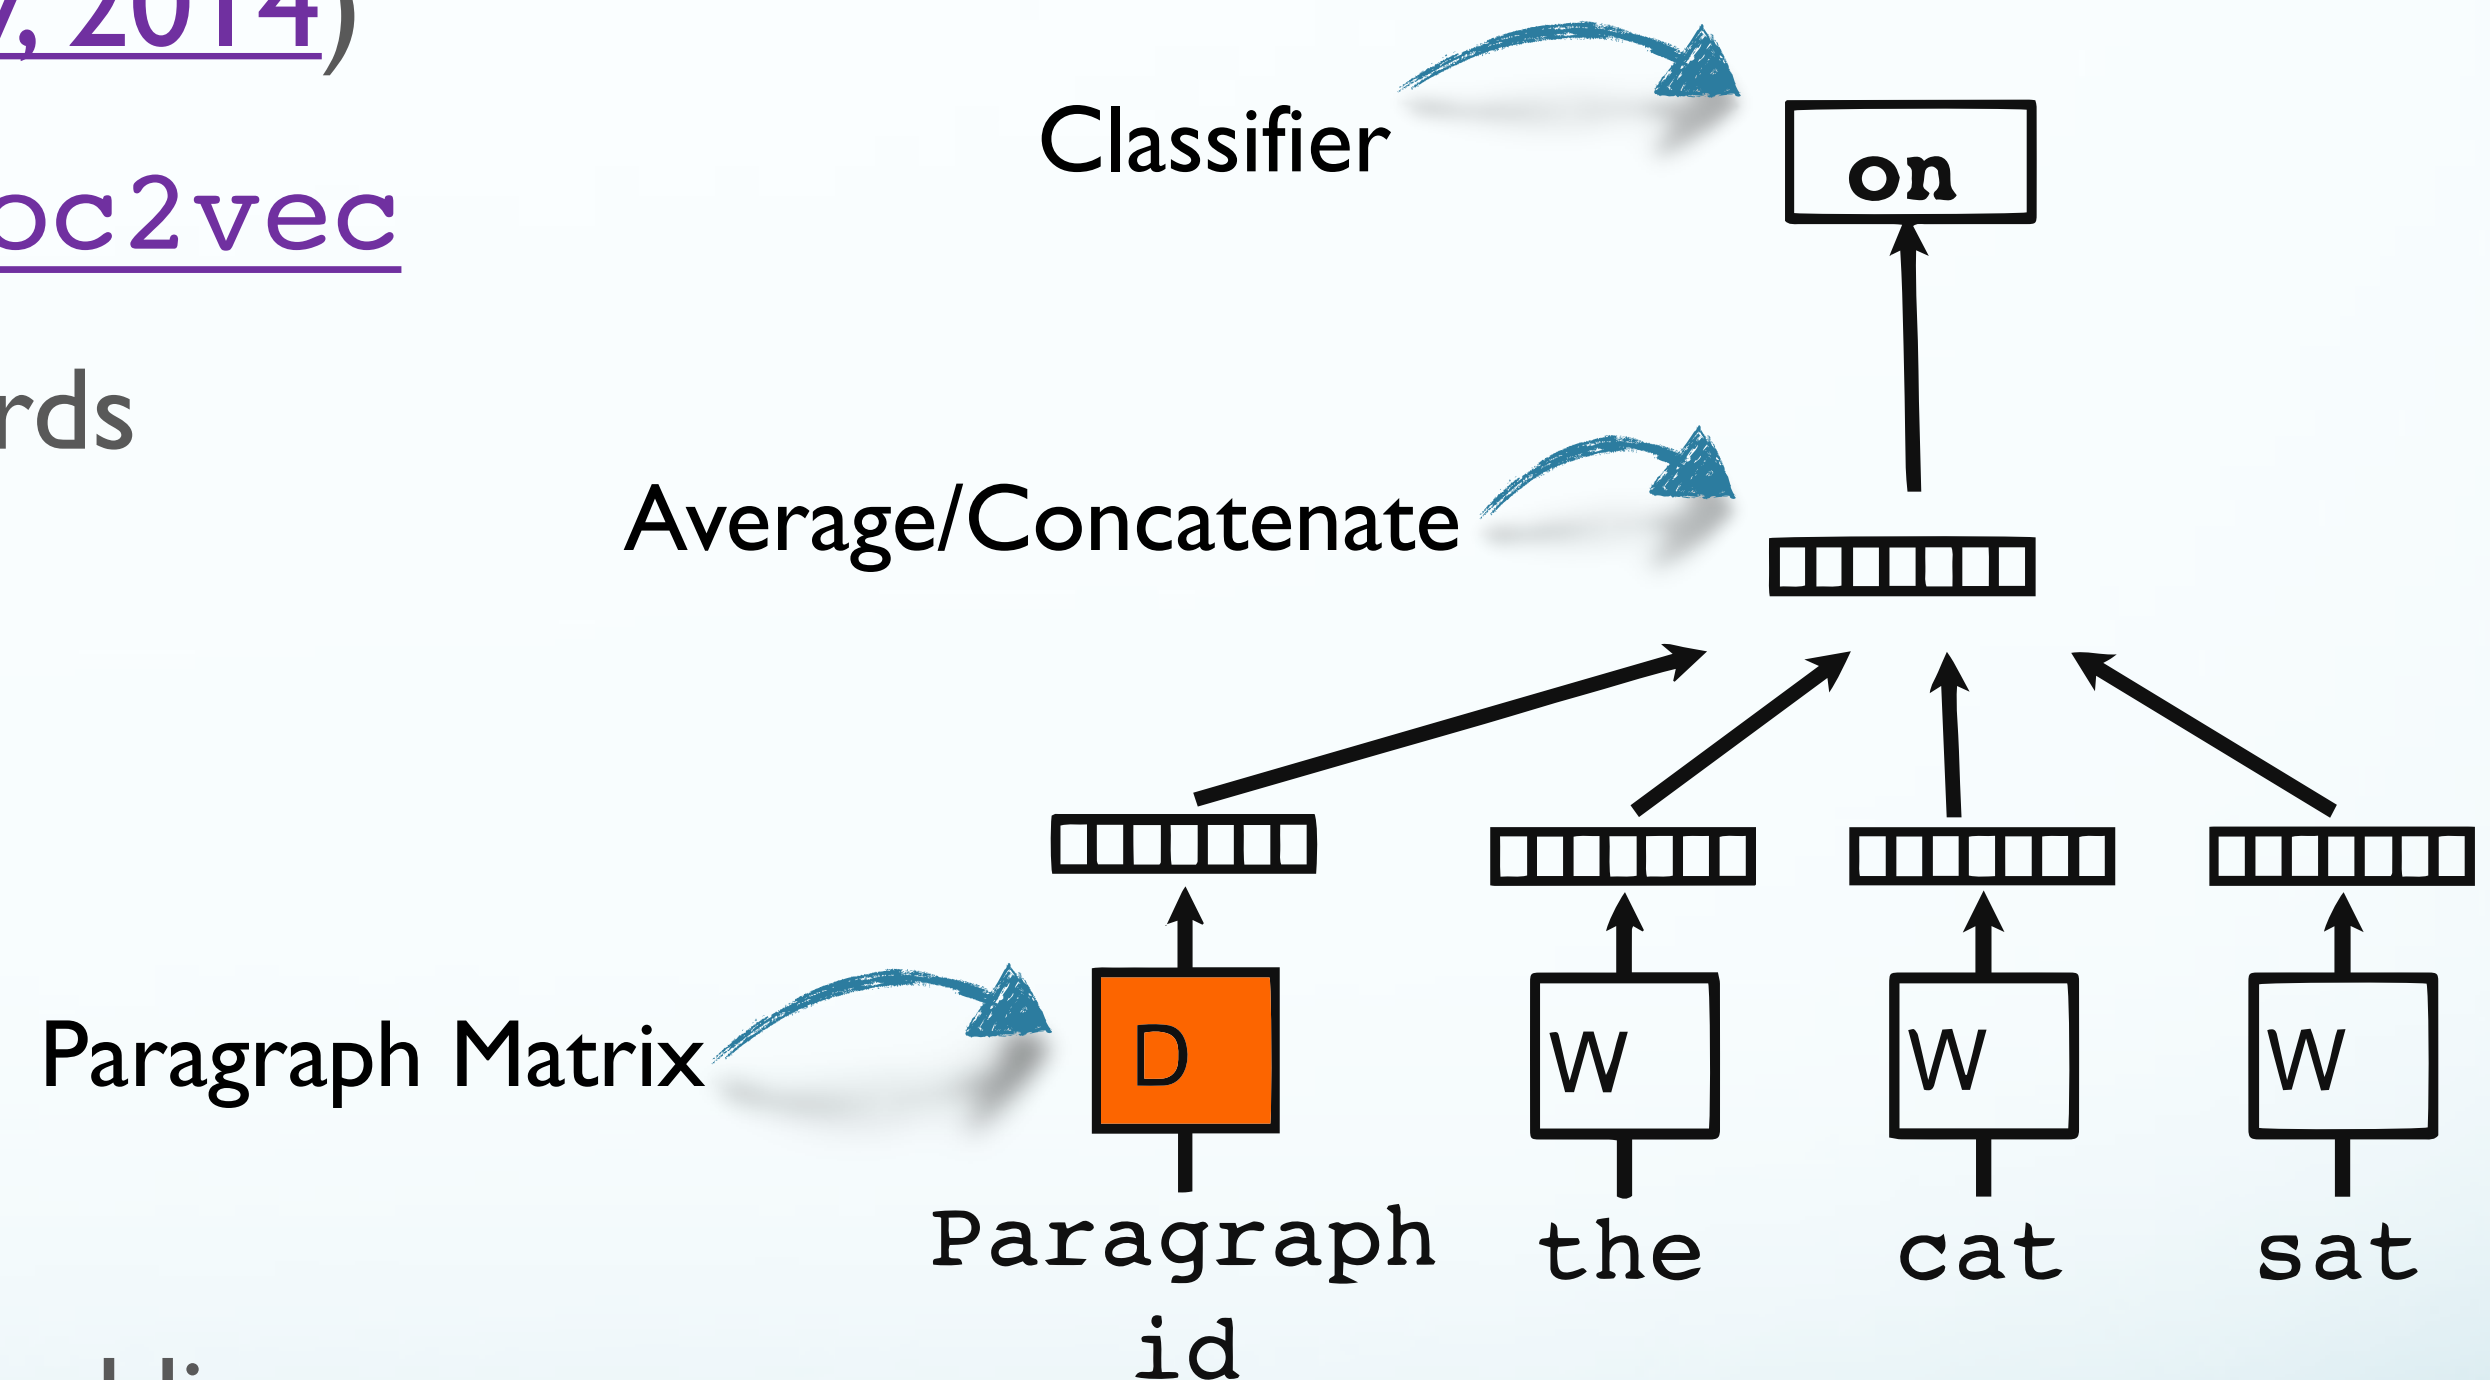 , 2014)
oc2vec
rds
Classifier
on
Average/Concatenate
Paragraph Matrix
D
W
W
W
Paragraph
id
the
cat
sat